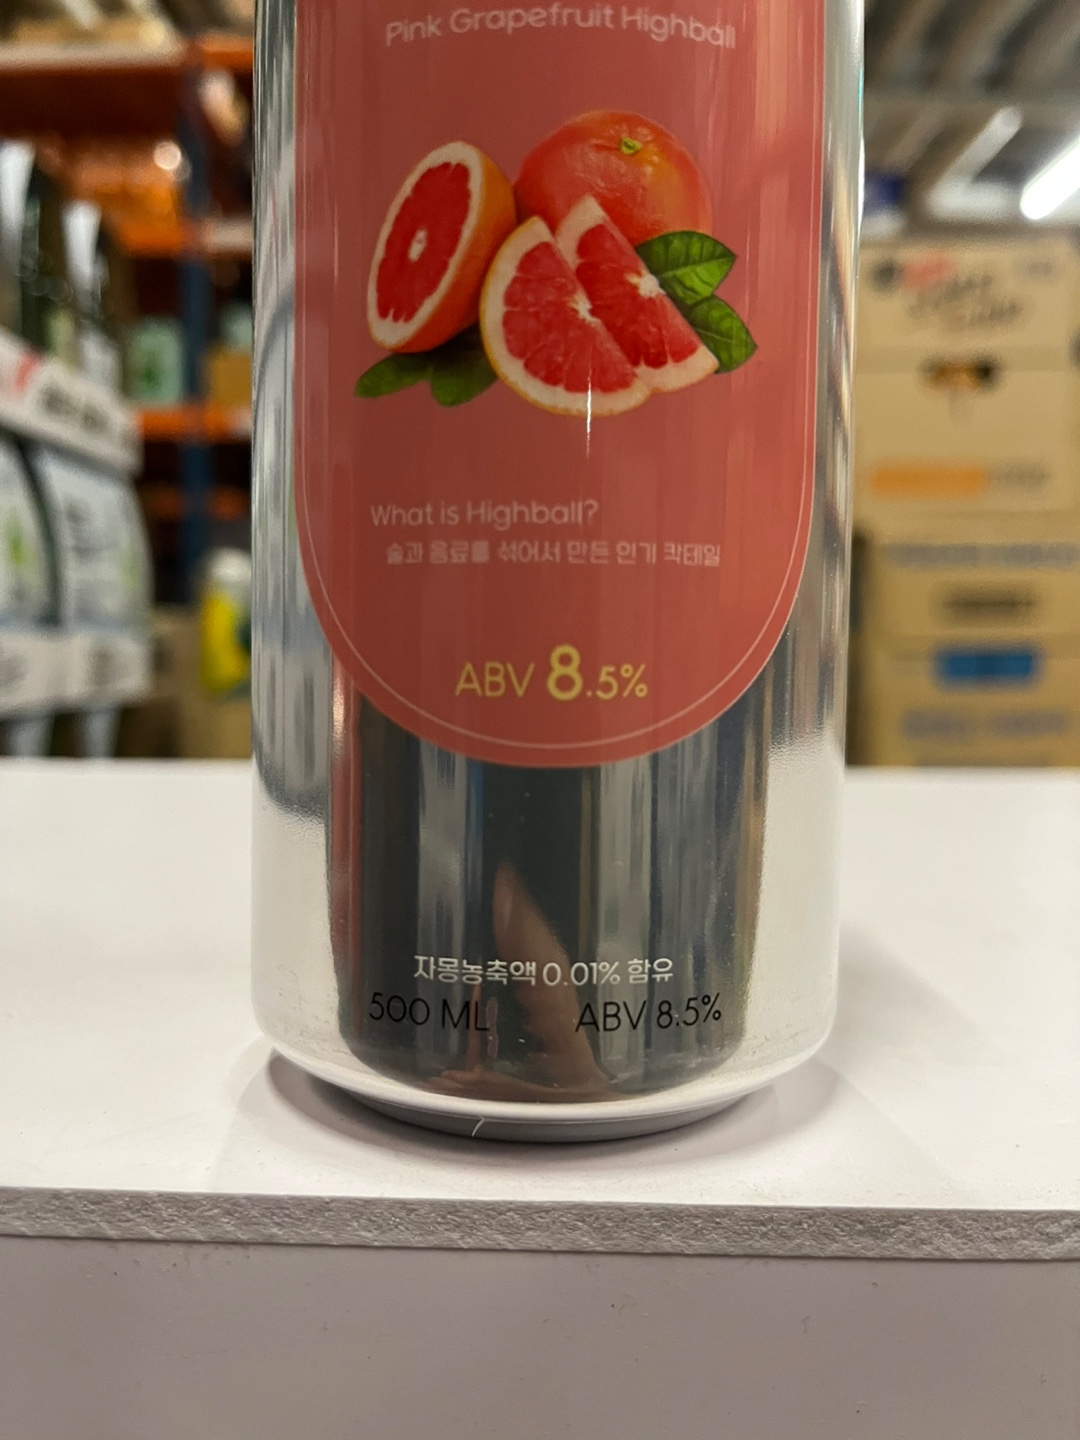 Pink Grapefruit Highball
What is Highball?
술과 음료를 섞어서 만든 인기 칵테일
ABV 8.5%
자몽농축액 0.01% 함유
500 ML ABV 8.5%